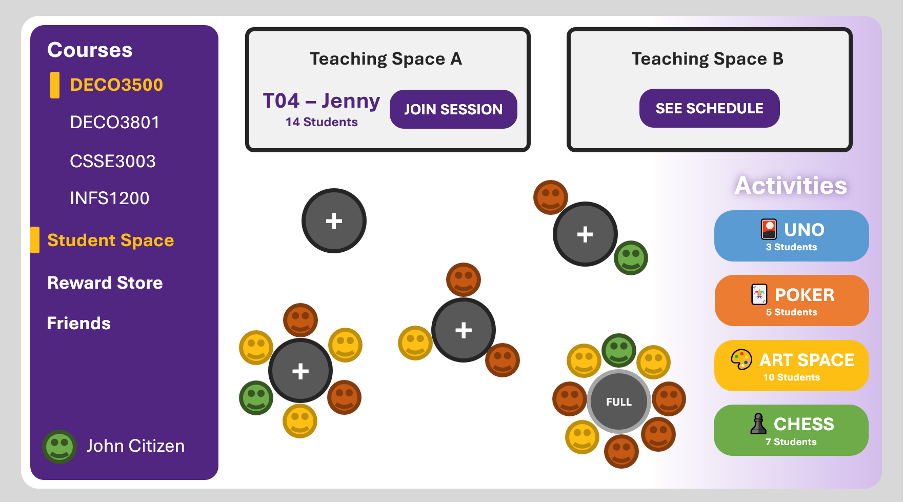 Courses
DECO3500
DECO3801
CSSE3003
INFS1200
Student Space
Reward Store
Friends
John Citizen
Teaching Space A
T04 – Jenny
14 Students
JOIN SESSION
Teaching Space B
SEE SCHEDULE
+
+
+
+
FULL
Activities
UNO
3 Students
POKER
5 Students
ART SPACE
10 Students
CHESS
7 Students